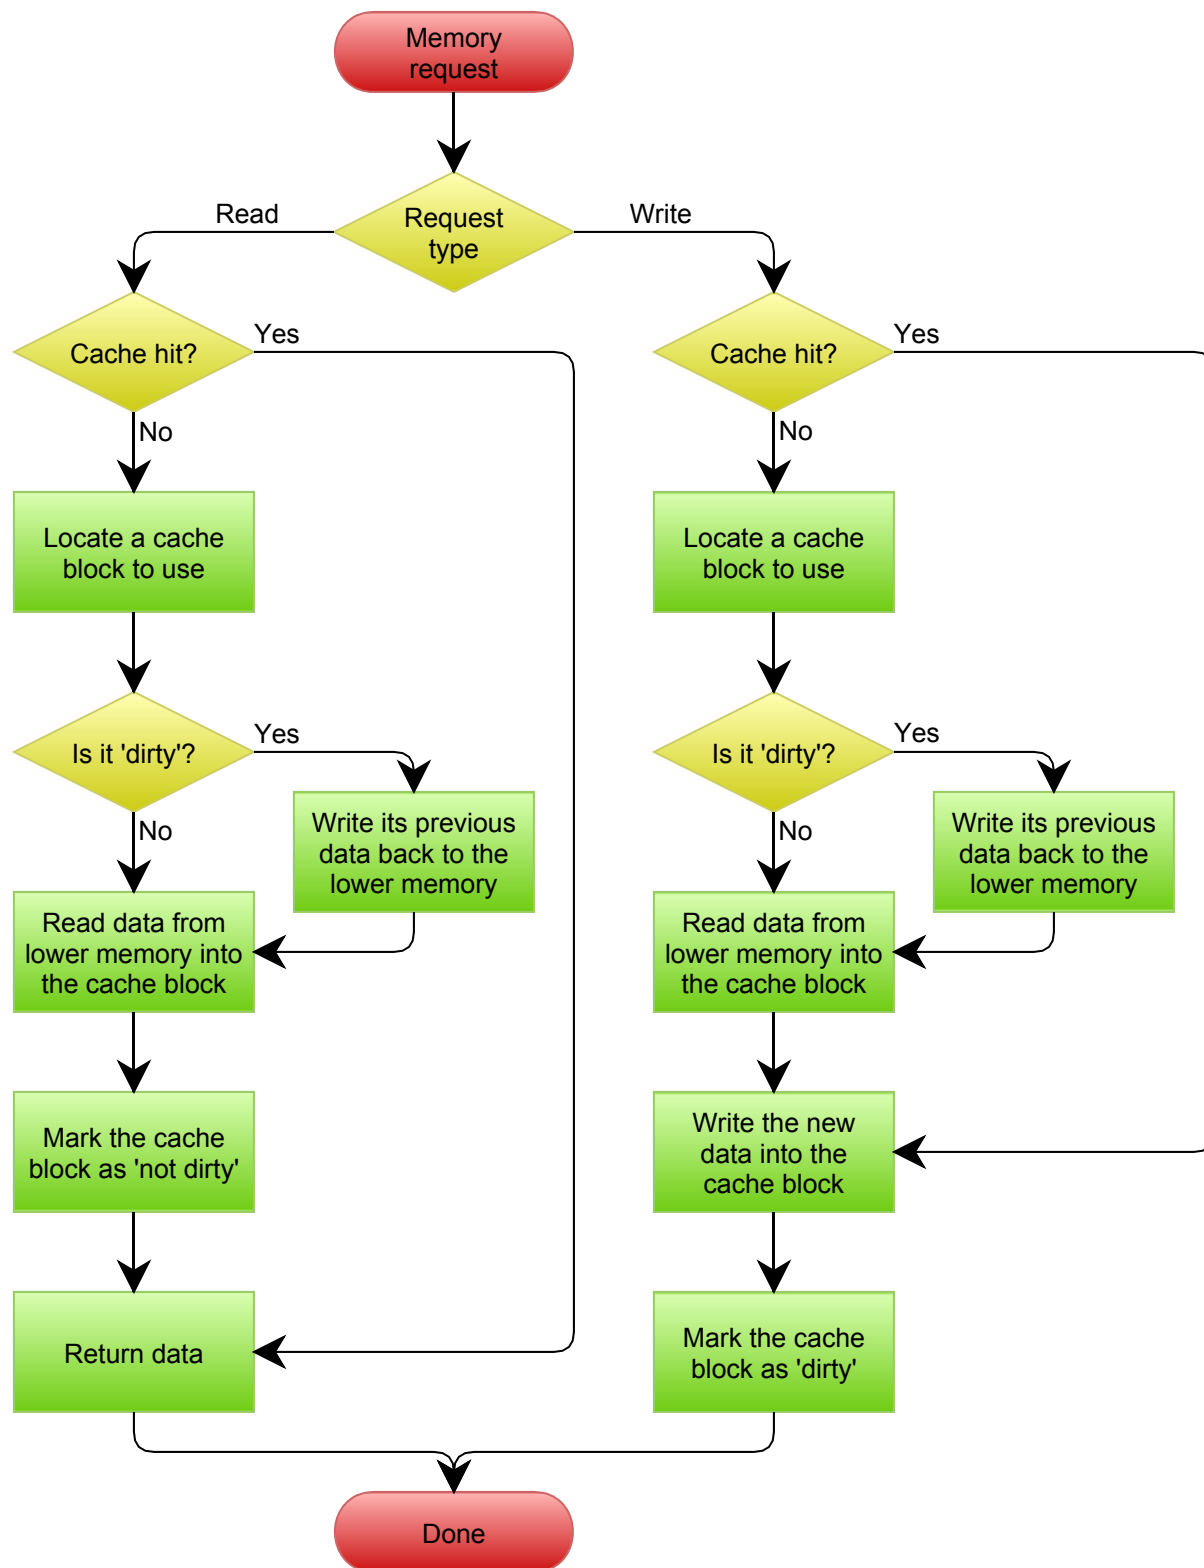 Memory
request
Request
type
Read
Write
Cache hit?
Yes
No
Cache hit?
Yes
No
Locate a cache
block to use
Locate a cache
block to use
Is it 'dirty'?
Yes
No
Is it 'dirty'?
Yes
No
Write its previous
data back to the
lower memory
Write its previous
data back to the
lower memory
Read data from
lower memory into
the cache block
Read data from
lower memory into
the cache block
Mark the cache
block as 'not dirty'
Write the new
data into the
cache block
Return data
Mark the cache
block as 'dirty'
Done